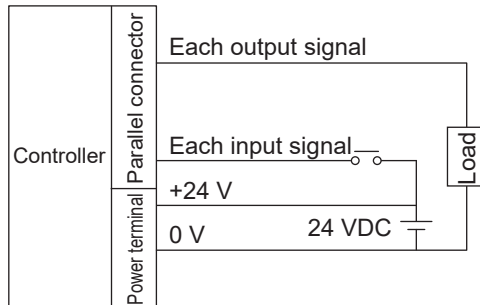 Each output signal
Parallel connector
Controller
Each input signal
Load
+24 V
Power terminal
0 V
24 VDC